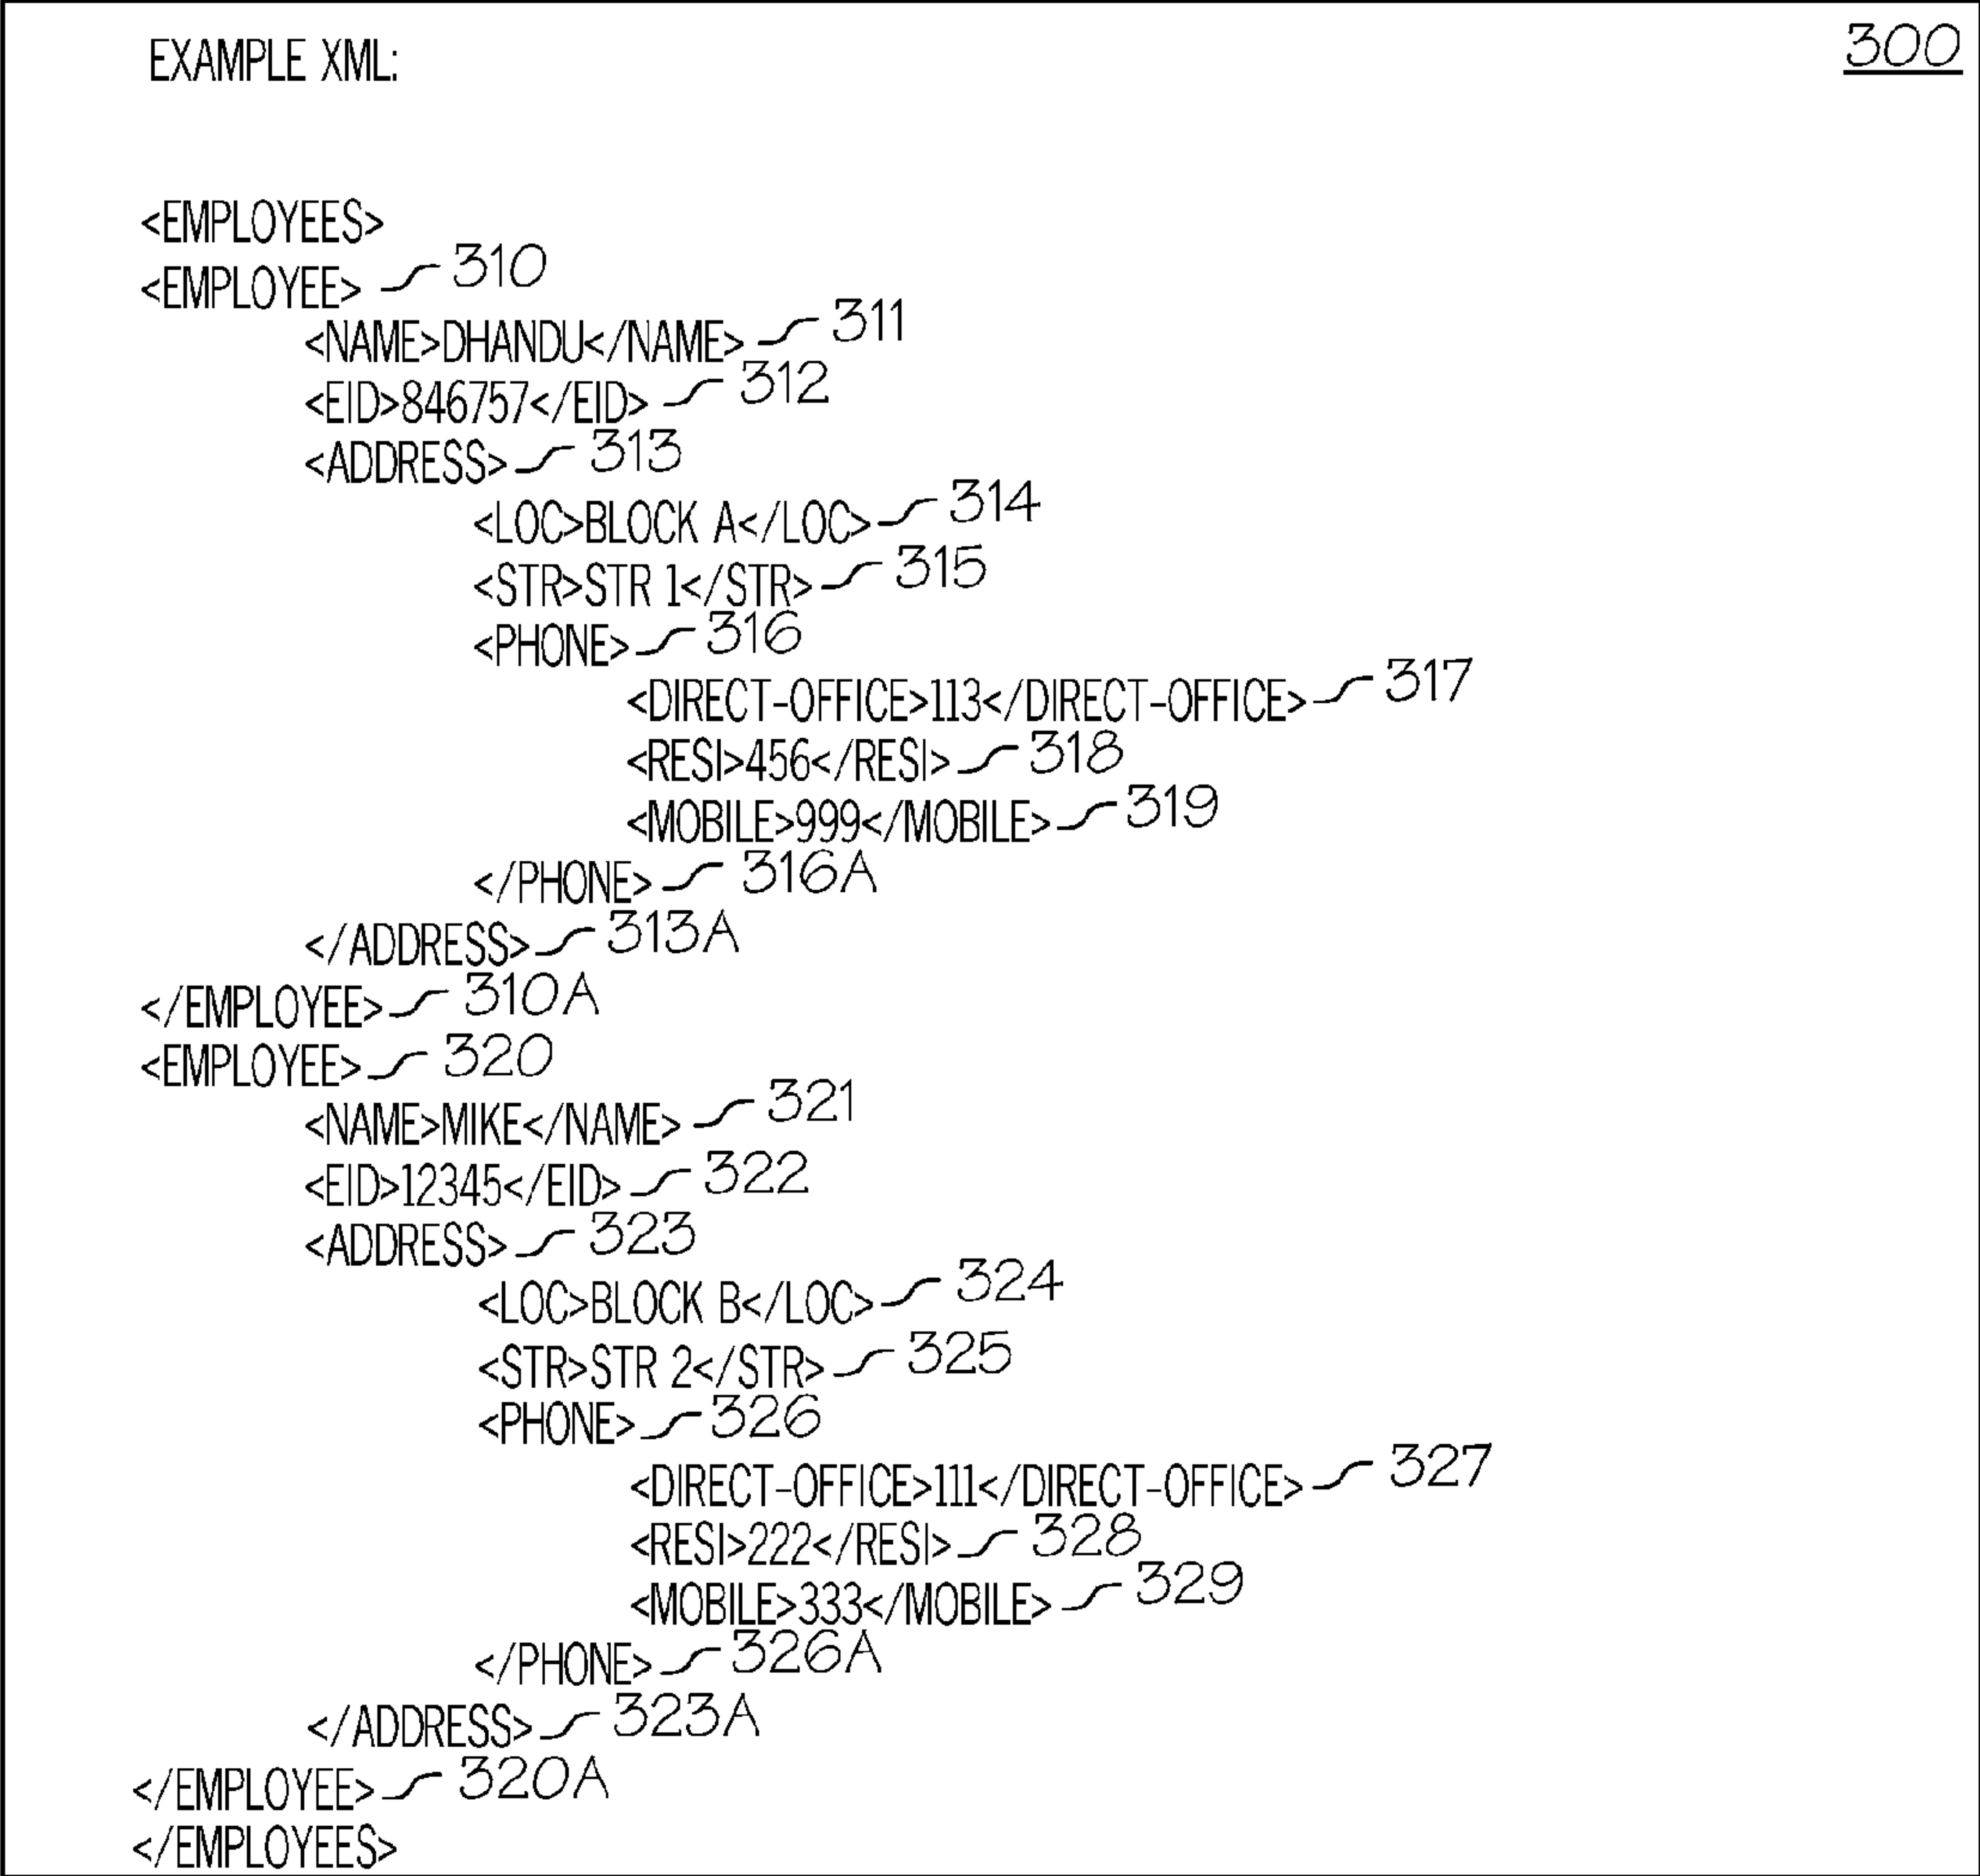 EXAMPLE XML: 300
<EMPLOYEES>
<EMPLOYEE> 310
<NAME>DHANDU</NAME> 311
<EID>846757</EID> 312
<ADDRESS> 313
<LOC>BLOCK A</LOC> 314
<STR>STR 1</STR> 315
<PHONE> 316
<DIRECT-OFFICE>113</DIRECT-OFFICE> 317
<RESI>456</RESI> 318
<MOBILE>999</MOBILE> 319
</PHONE> 316A
</ADDRESS> 313A
</EMPLOYEE> 310A
<EMPLOYEE> 320
<NAME>MIKE</NAME> 321
<EID>12345</EID> 322
<ADDRESS> 323
<LOC>BLOCK B</LOC> 324
<STR>STR 2</STR> 325
<PHONE> 326
<DIRECT-OFFICE>111</DIRECT-OFFICE> 327
<RESI>222</RESI> 328
<MOBILE>333</MOBILE> 329
</PHONE> 326A
</ADDRESS> 323A
</EMPLOYEE> 320A
</EMPLOYEES>